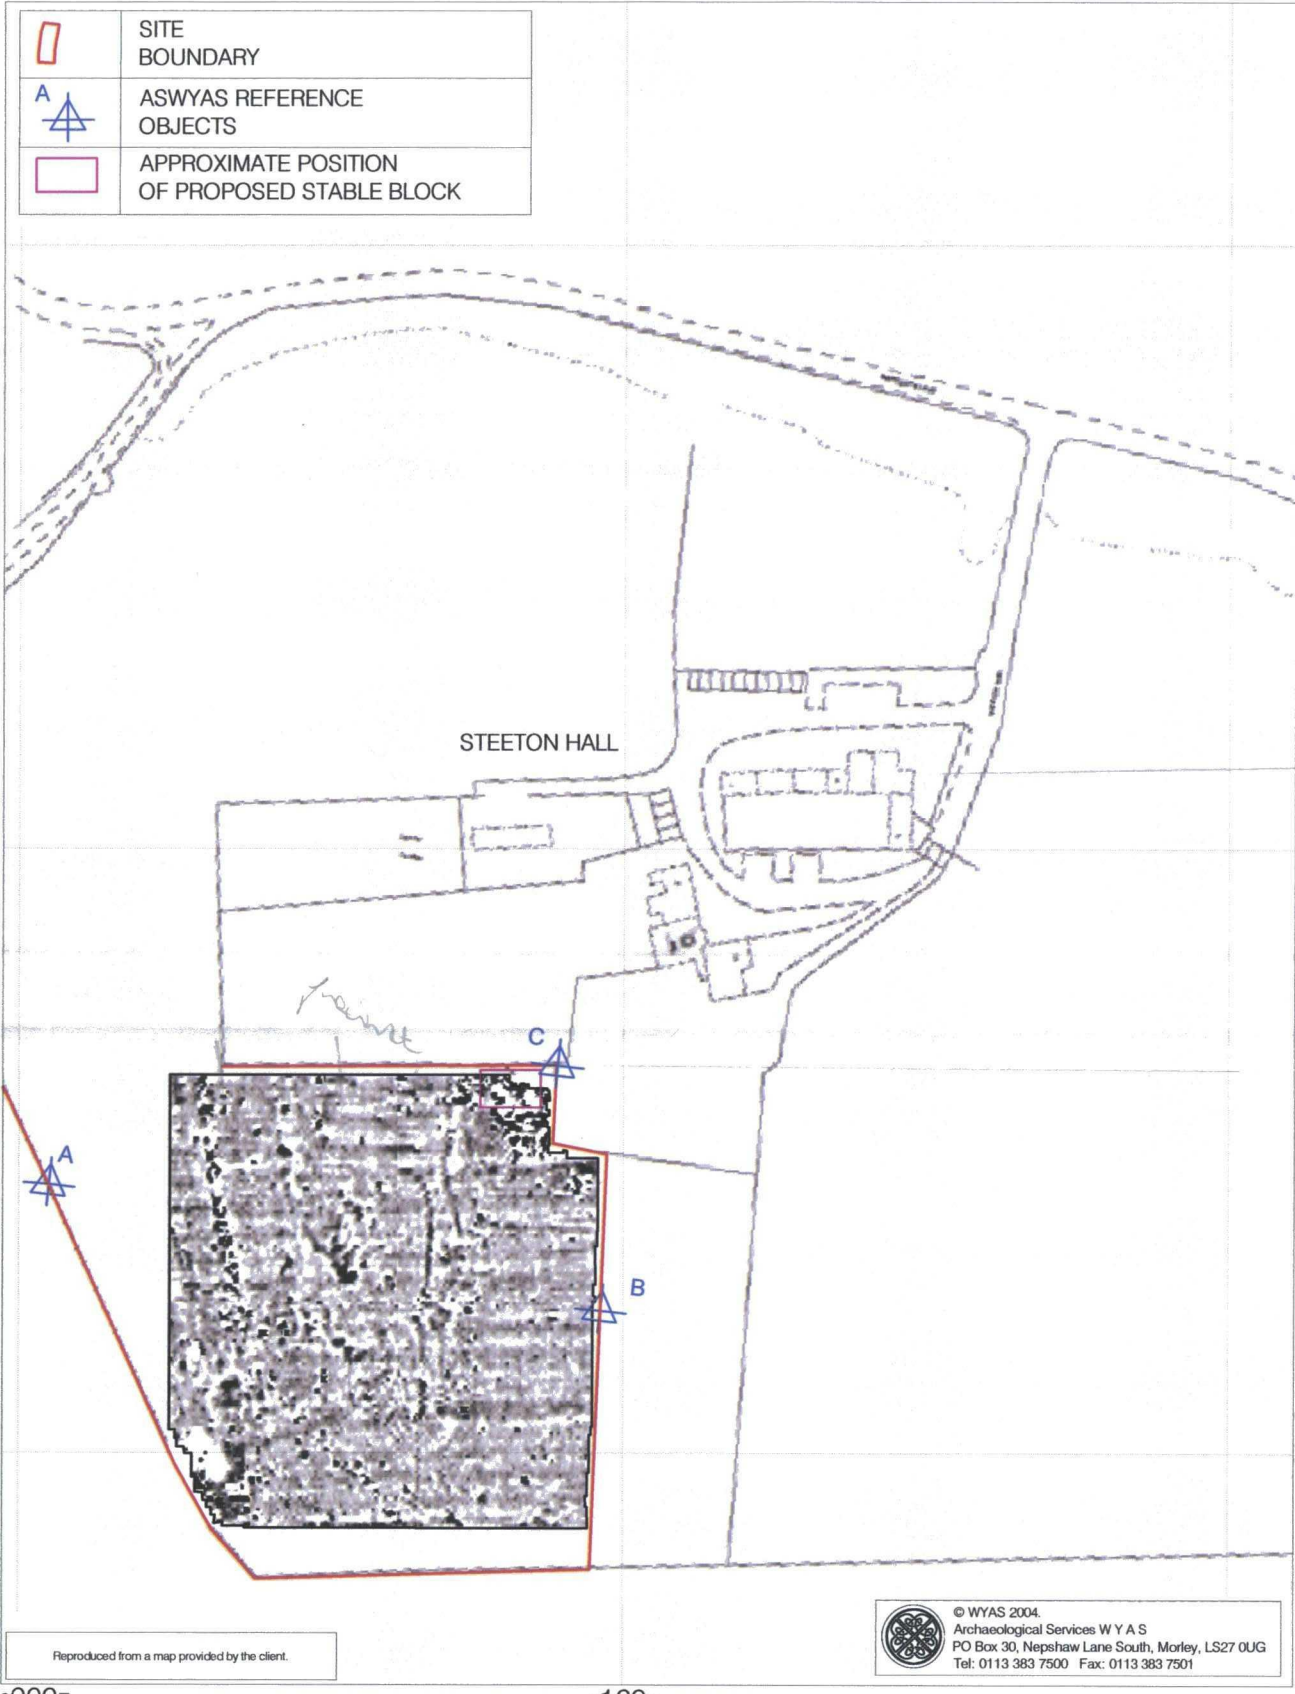 SITE
BOUNDARY
A
ASWYAS REFERENCE
OBJECTS
APPROXIMATE POSITION
OF PROPOSED STABLE BLOCK
STEETON HALL
C
A
B
Reproduced from a map provided by the client.
© WYAS 2004.
Archaeological Services W Y A S
PO Box 30, Nepshaw Lane South, Morley, LS27 0UG
Tel: 0113 383 7500 Fax: 0113 383 7501